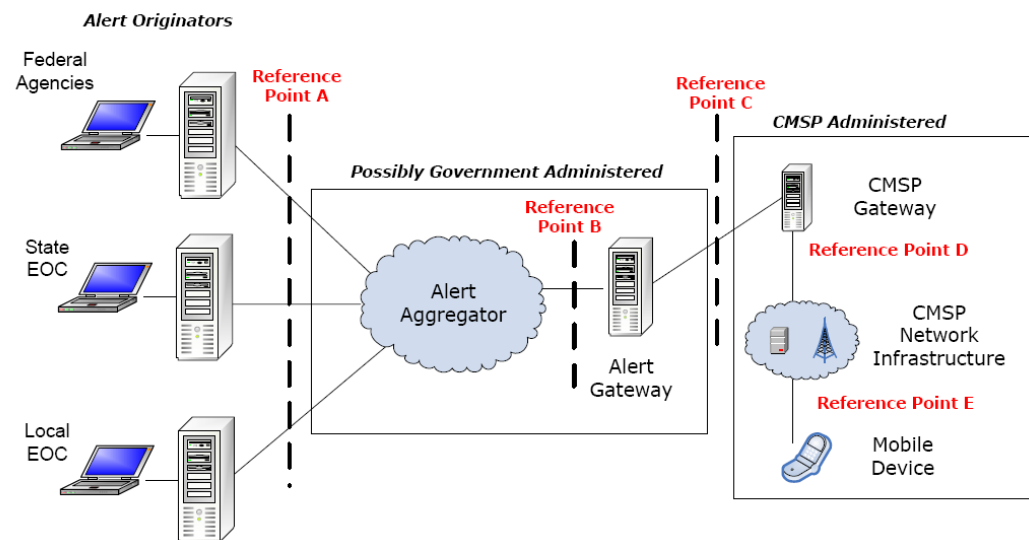 Alert Originators
Federal
Agencies
Reference
Point A
Reference
Point C
CMSP Administered
Possibly Government Administered
CMSP
Gateway
Reference
Point B
State
EOC
Reference Point D
Alert
Aggregator
CMSP
Network
Infrastructure
Alert
Gateway
Reference Point E
Local
EOC
Mobile
Device